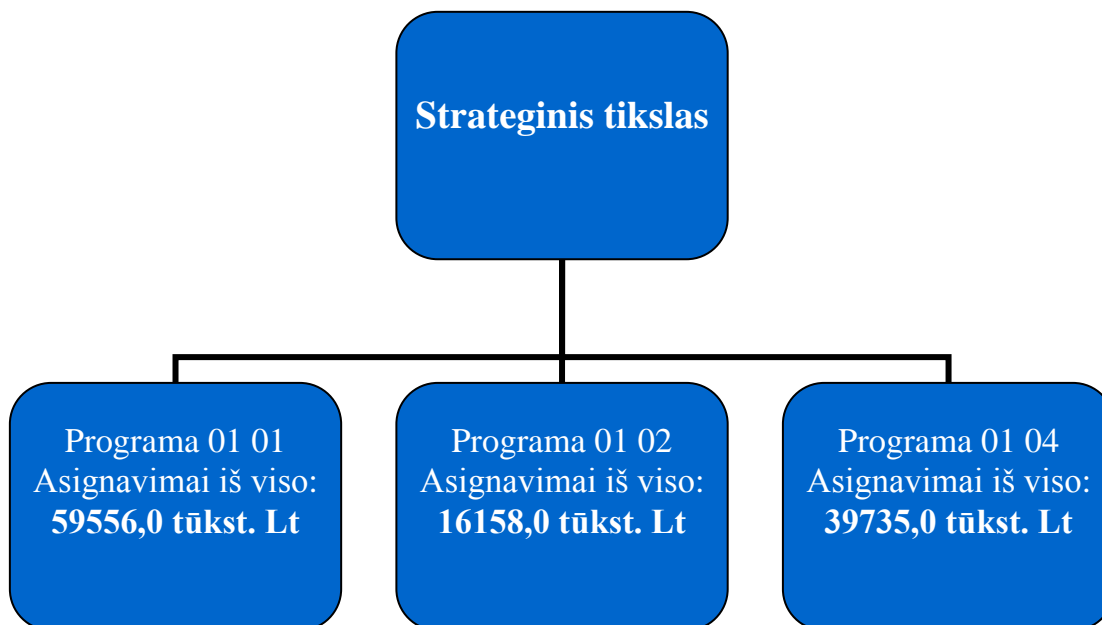 Strateginis tikslas
Programa 01 01
Asignavimai iš viso:
59556,0 tūkst. Lt
Programa 01 02
Asignavimai iš viso:
16158,0 tūkst. Lt
Programa 01 04
Asignavimai iš viso:
39735,0 tūkst. Lt